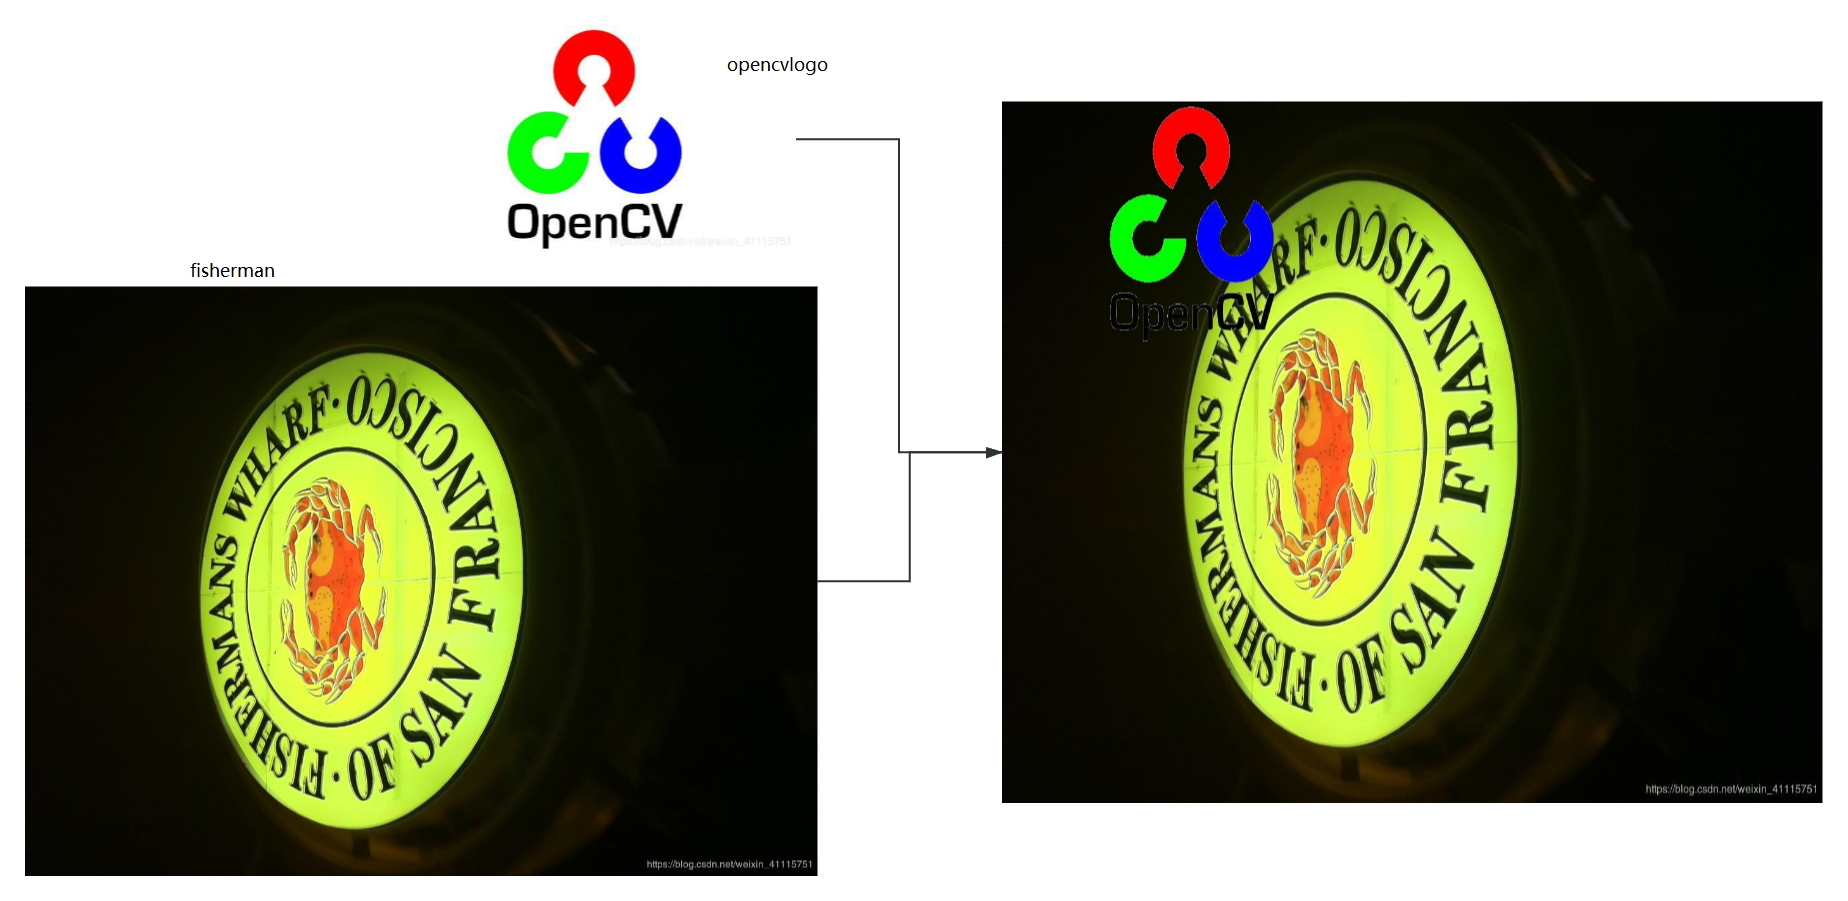 opencvlogo
OpenCV
https://blog.csdn.net/weixin_41115751
fisherman
FISHERMANS WHARF · OF SAN FRANCISCO
https://blog.csdn.net/weixin_41115751
OpenCV
FISHERMANS WHARF · OF SAN FRANCISCO
https://blog.csdn.net/weixin_41115751